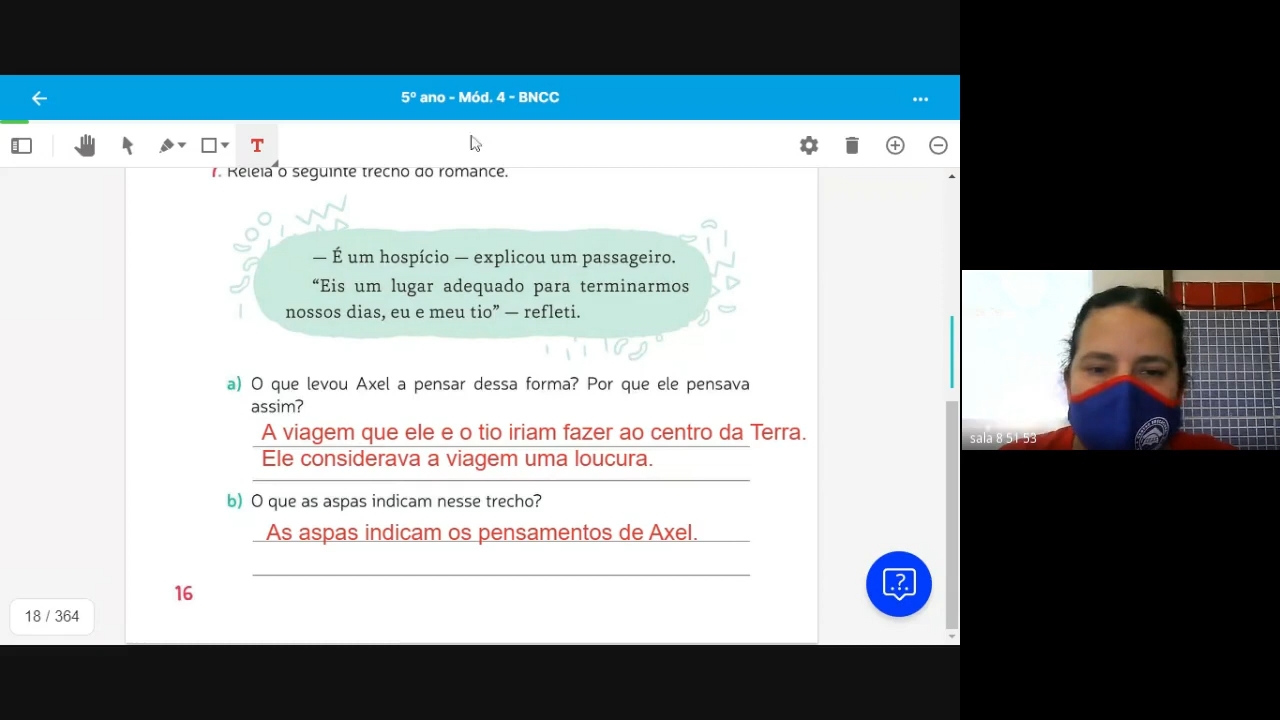 5º ano - Mód. 4 - BNCC
T
7. Releia o seguinte trecho do romance.
— É um hospício — explicou um passageiro.
“Eis um lugar adequado para terminarmos
nossos dias, eu e meu tio” — refleti.
a) O que levou Axel a pensar dessa forma? Por que ele pensava
assim?
A viagem que ele e o tio iriam fazer ao centro da Terra.
Ele considerava a viagem uma loucura.
b) O que as aspas indicam nesse trecho?
As aspas indicam os pensamentos de Axel.
16
18 / 364
sala 8 51 53